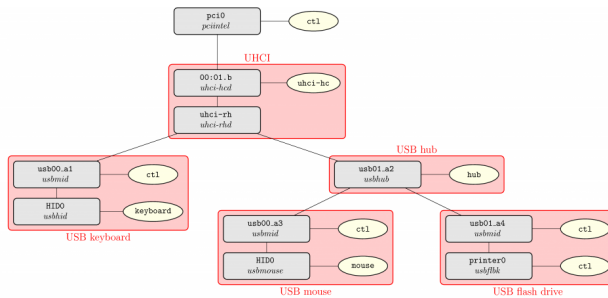 pci0
pciintel
ctl
UHCI
00:01.b
uhci-hcd
uhci-hc
uhci-rh
uhci-rhd
USB hub
usb00.a1
usbmid
ctl
HID0
usbhid
keyboard
USB keyboard
usb01.a2
usbhub
hub
usb00.a3
usbmid
ctl
HID0
usbmouse
mouse
USB mouse
usb01.a4
usbmid
ctl
printer0
usbflbk
ctl
USB flash drive